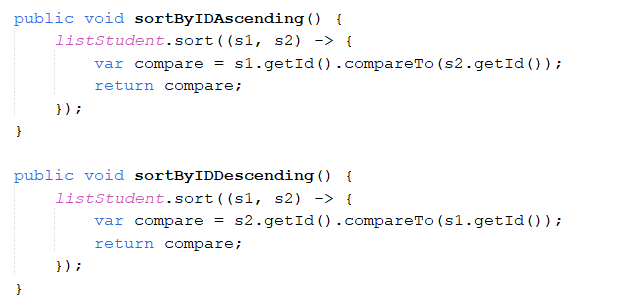 public void sortByIDAscending() {
    listStudent.sort((s1, s2) -> {
        var compare = s1.getId().compareTo(s2.getId());
        return compare;
    });
}
public void sortByIDDescending() {
    listStudent.sort((s1, s2) -> {
        var compare = s2.getId().compareTo(s1.getId());
        return compare;
    });
}